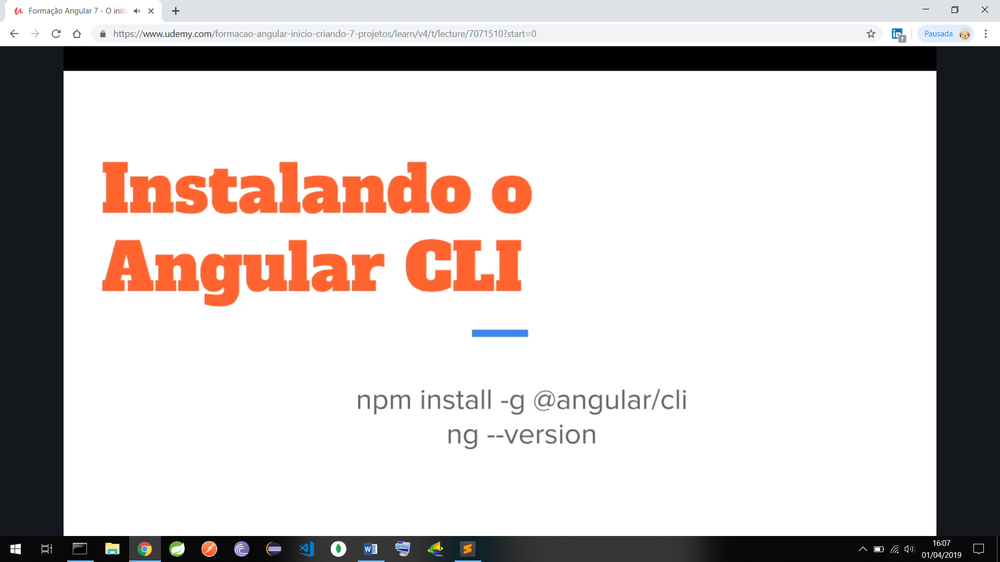 Formação Angular 7 - O iníci
https://www.udemy.com/formacao-angular-inicio-criando-7-projetos/learn/v4/t/lecture/7071510?start=0
in
?
Pausada
Instalando o
Angular CLI
npm install -g @angular/cli
ng --version
16:07
01/04/2019